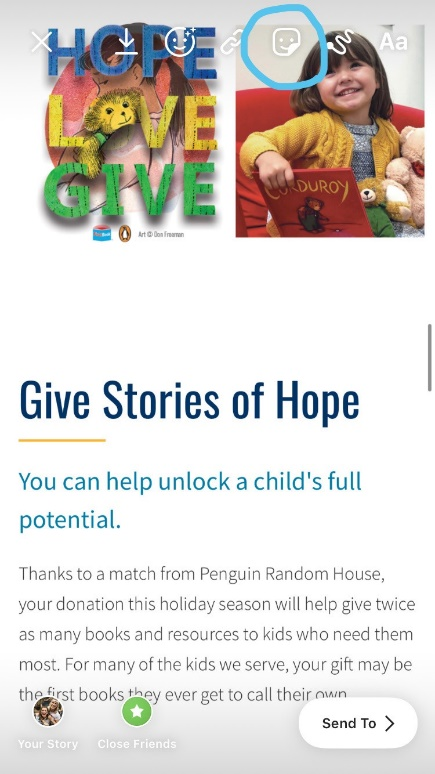 HOPE
Aa
LOVE
GIVE
CORDUROY
Art © Don Freeman
Give Stories of Hope
You can help unlock a child's full
potential.
Thanks to a match from Penguin Random House,
your donation this holiday season will help give twice
as many books and resources to kids who need them
most. For many of the kids we serve, your gift may be
the first books they ever get to call their own
Send To
Your Story
Close Friends